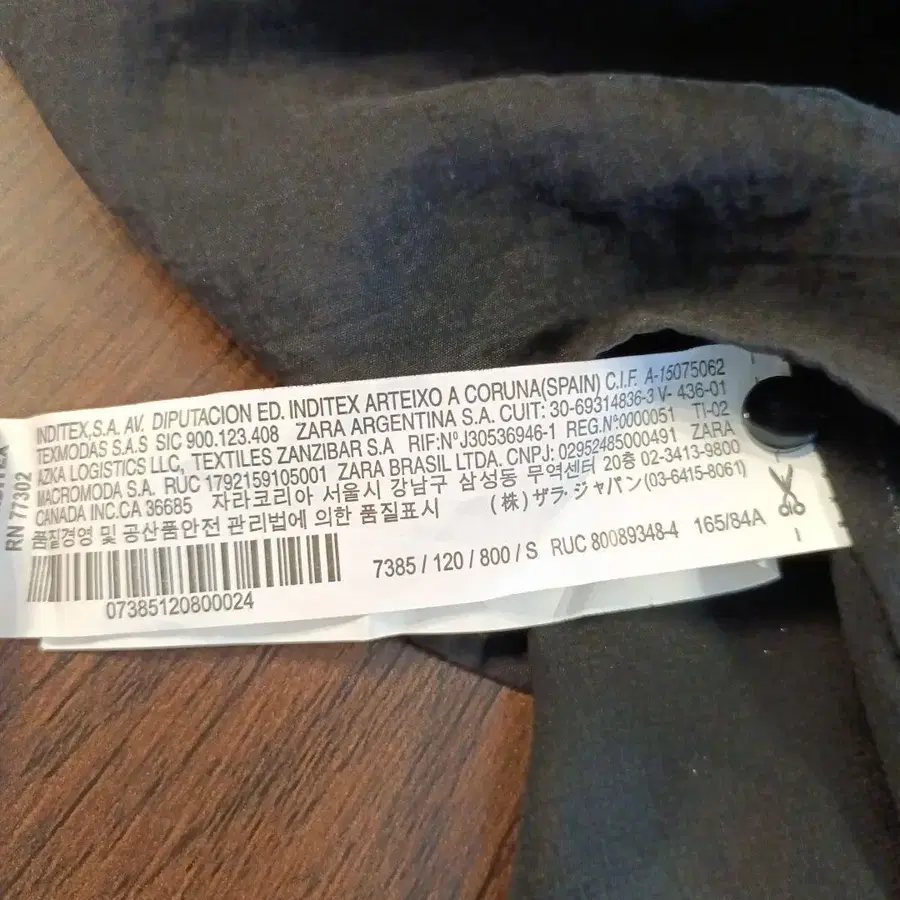 RN 77302
INDITEX,S.A. AV. DIPUTACION ED. INDITEX ARTEIXO A CORUNA(SPAIN) C.I.F. A-15075062
TEXMODAS S.A.S SIC 900.123.408 ZARA ARGENTINA S.A. CUIT: 30-69314836-3 V- 436-01
AZKA LOGISTICS LLC, TEXTILES ZANZIBAR S.A RIF:NºJ30536946-1 REG.Nº0000051 TI-02
MACROMODA S.A. RUC 1792159105001 ZARA BRASIL LTDA. CNPJ: 02952485000491 ZARA
CANADA INC.CA 36685 자라코리아 서울시 강남구 삼성동 무역센터 20층 02-3413-9800
품질경영 및 공산품안전 관리법에 의한 품질표시 (株) ザラ・ジャパン(03-6415-8061)
7385 / 120 / 800 / S RUC 80089348-4 165/84A
07385120800024